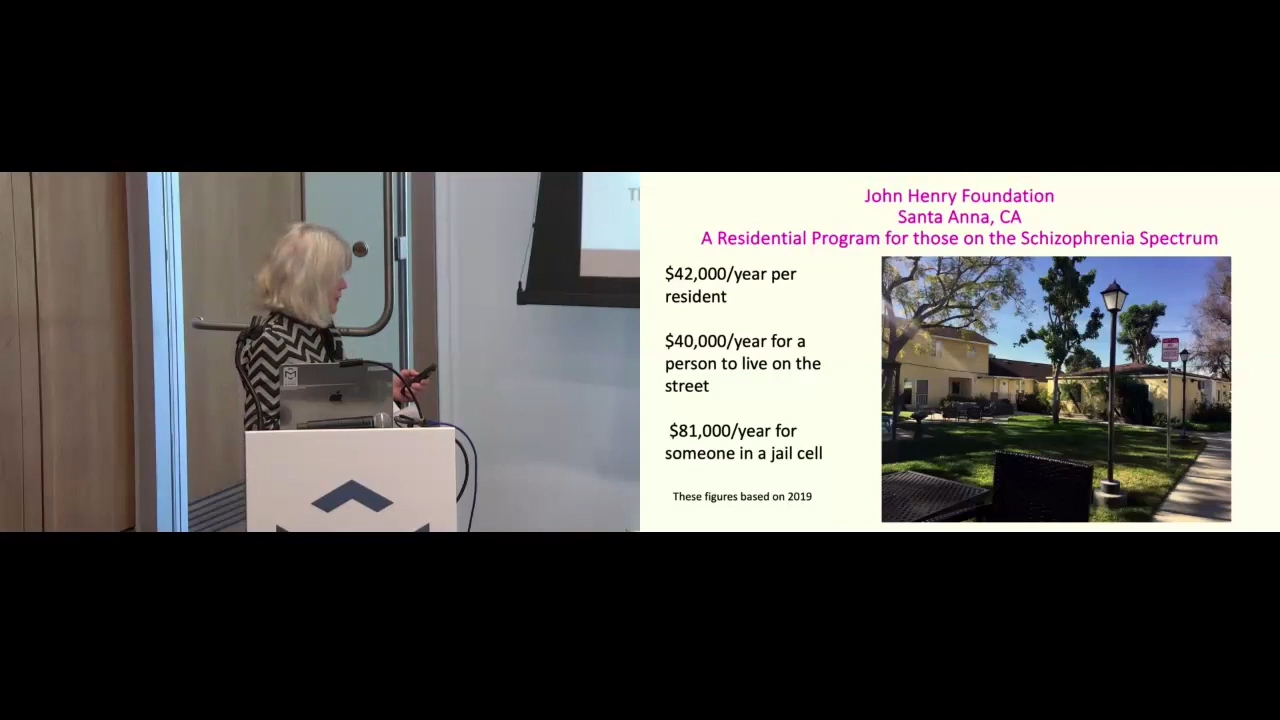 John Henry Foundation
Santa Anna, CA
A Residential Program for those on the Schizophrenia Spectrum
$42,000/year per
resident
$40,000/year for a
person to live on the
street
$81,000/year for
someone in a jail cell
These figures based on 2019